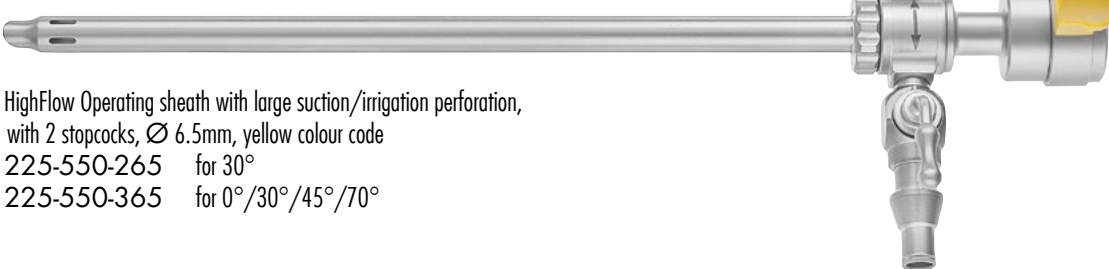 HighFlow Operating sheath with large suction/irrigation perforation,
with 2 stopcocks, Ø 6.5mm, yellow colour code
225-550-265 for 30°
225-550-365 for 0°/30°/45°/70°